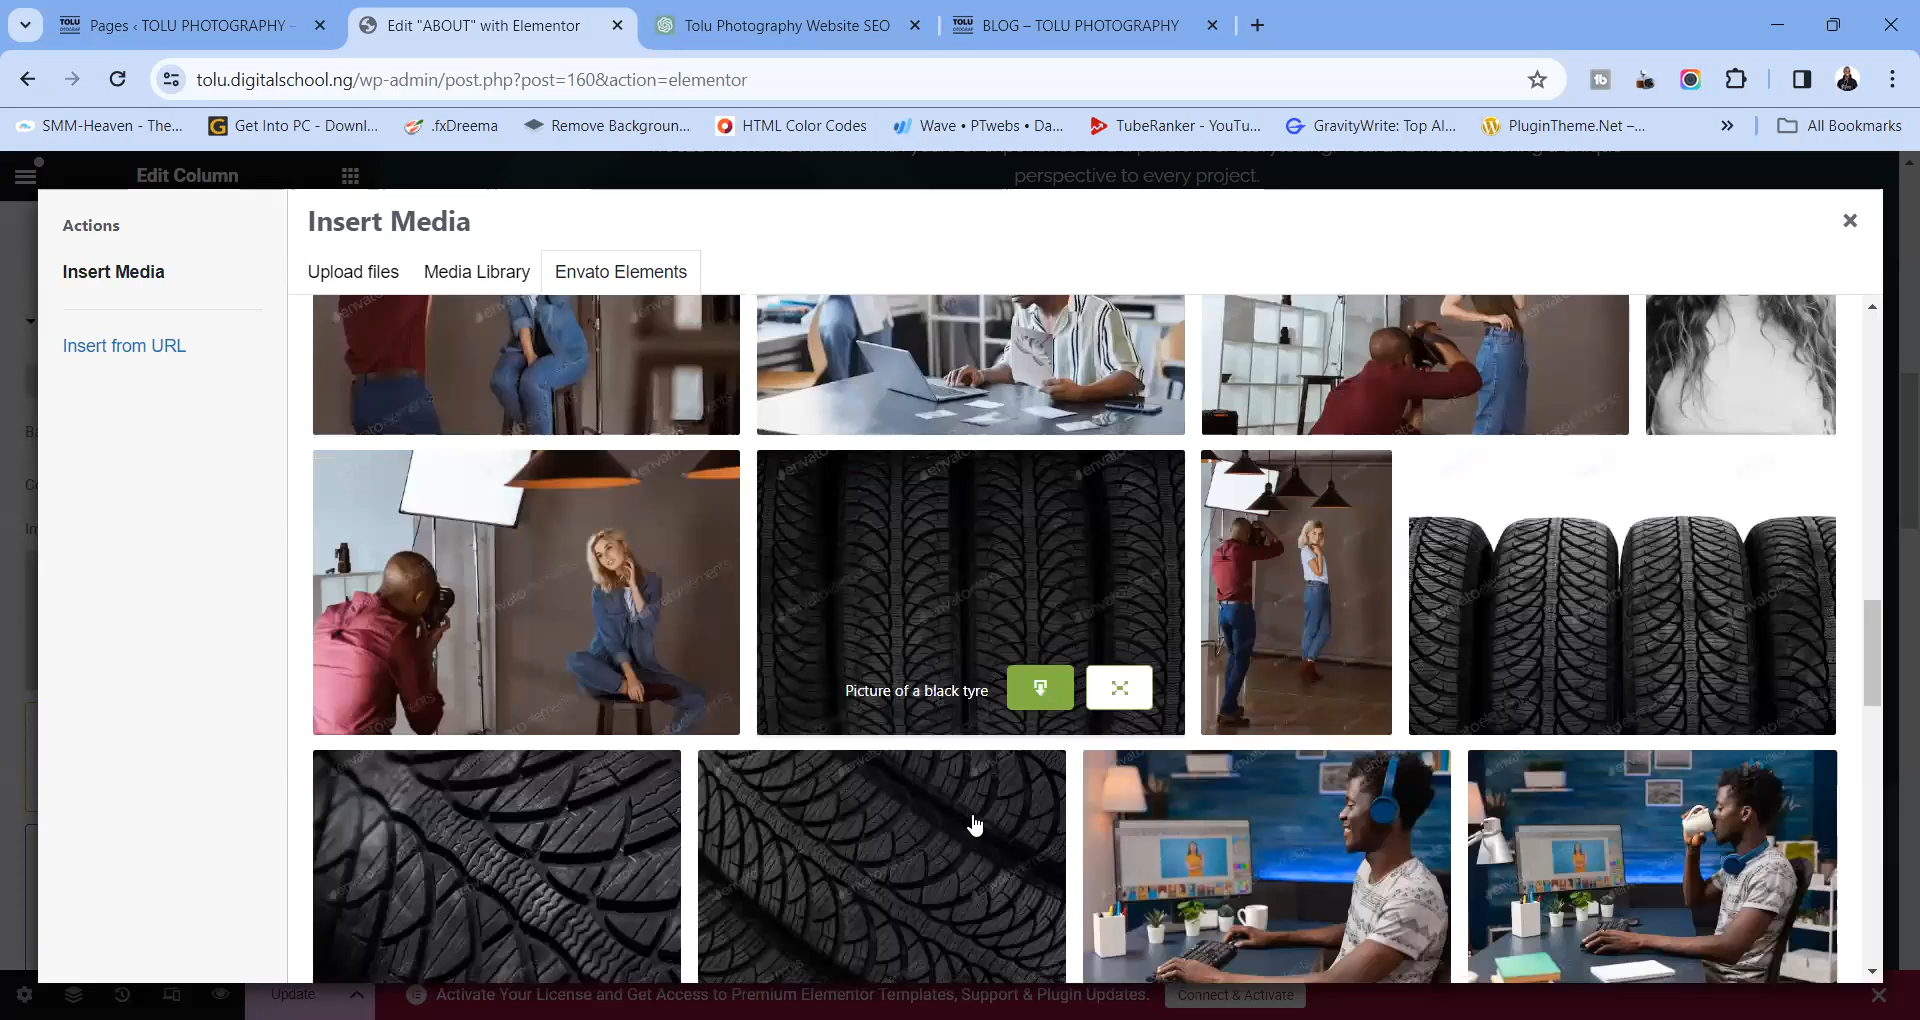 Pages ‹ TOLU PHOTOGRAPHY –
Edit "ABOUT" with Elementor
Tolu Photography Website SEO
BLOG – TOLU PHOTOGRAPHY
tolu.digitalschool.ng/wp-admin/post.php?post=160&action=elementor
SMM-Heaven - The...
Get Into PC - Downl...
.fxDreema
Remove Backgroun...
HTML Color Codes
Wave • PTwebs • Da...
TubeRanker - YouTu...
GravityWrite: Top AI...
PluginTheme.Net –...
All Bookmarks
Edit Column
perspective to every project.
Actions
Insert Media
Insert from URL
Insert Media
Upload files
Media Library
Envato Elements
Picture of a black tyre
Update
Activate Your License and Get Access to Premium Elementor Templates, Support & Plugin Updates.
Connect & Activate